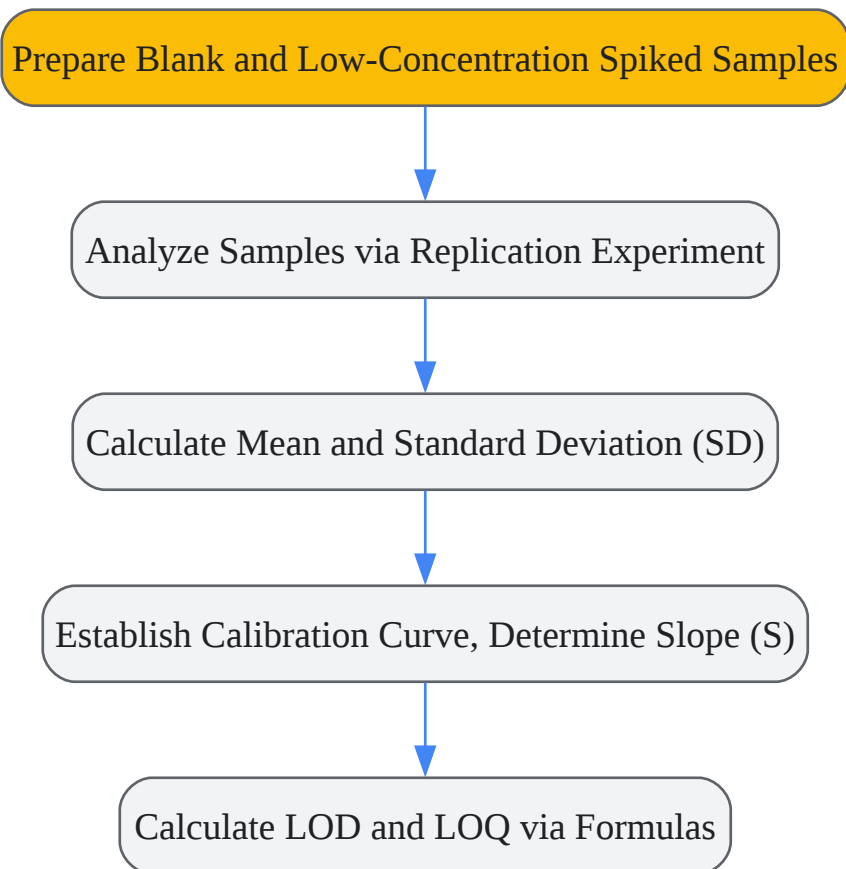 Prepare Blank and Low-Concentration Spiked Samples
Analyze Samples via Replication Experiment
Calculate Mean and Standard Deviation (SD)
Establish Calibration Curve, Determine Slope (S)
Calculate LOD and LOQ via Formulas